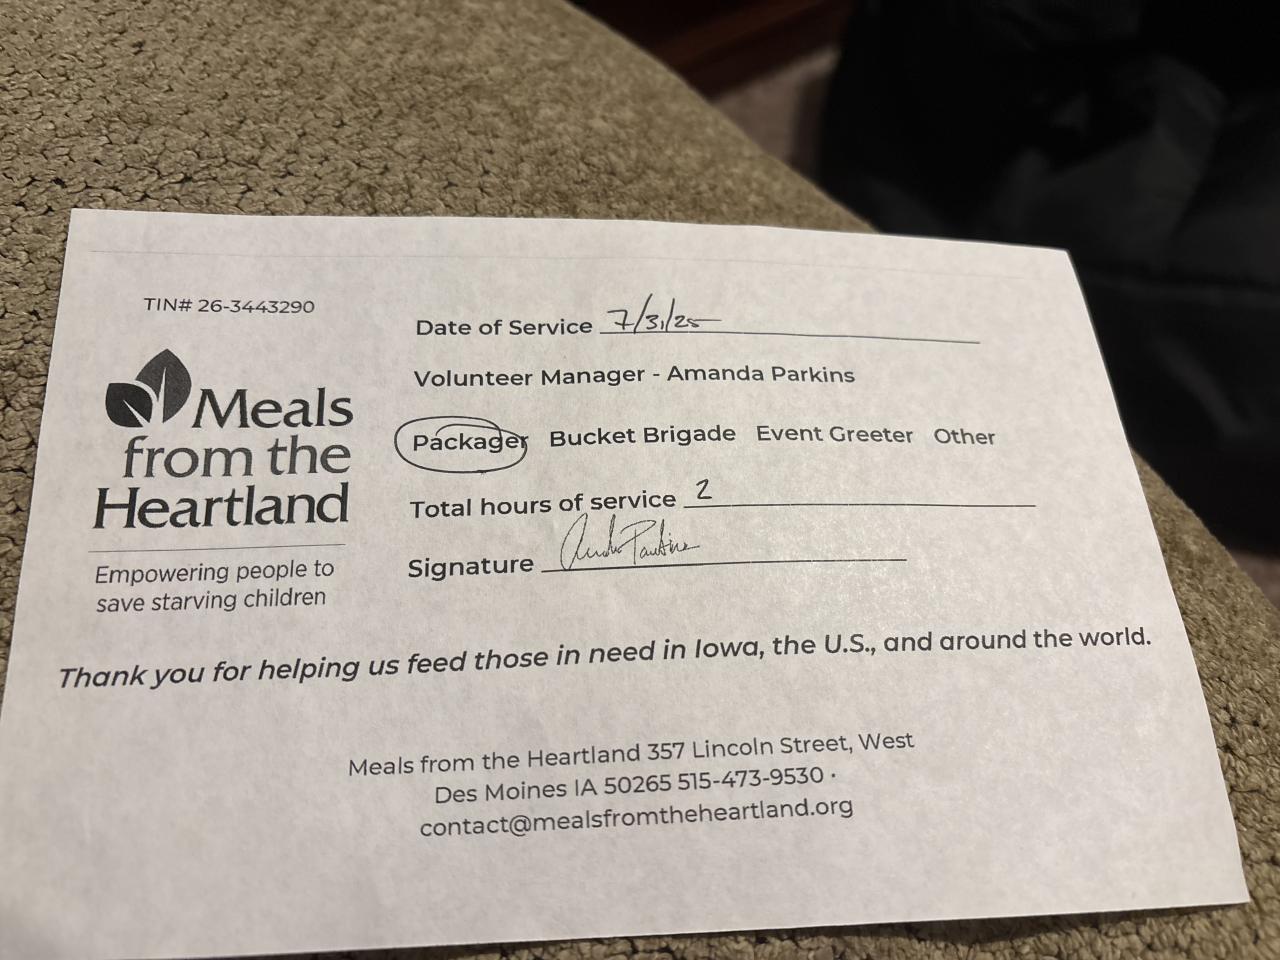 TIN# 26-3443290
Meals
from the
Heartland
Empowering people to
save starving children
Date of Service 7/31/25
Volunteer Manager - Amanda Parkins
Packager Bucket Brigade Event Greeter Other
Total hours of service 2
Signature
Thank you for helping us feed those in need in Iowa, the U.S., and around the world.
Meals from the Heartland 357 Lincoln Street, West
Des Moines IA 50265 515-473-9530 ·
contact@mealsfromtheheartland.org